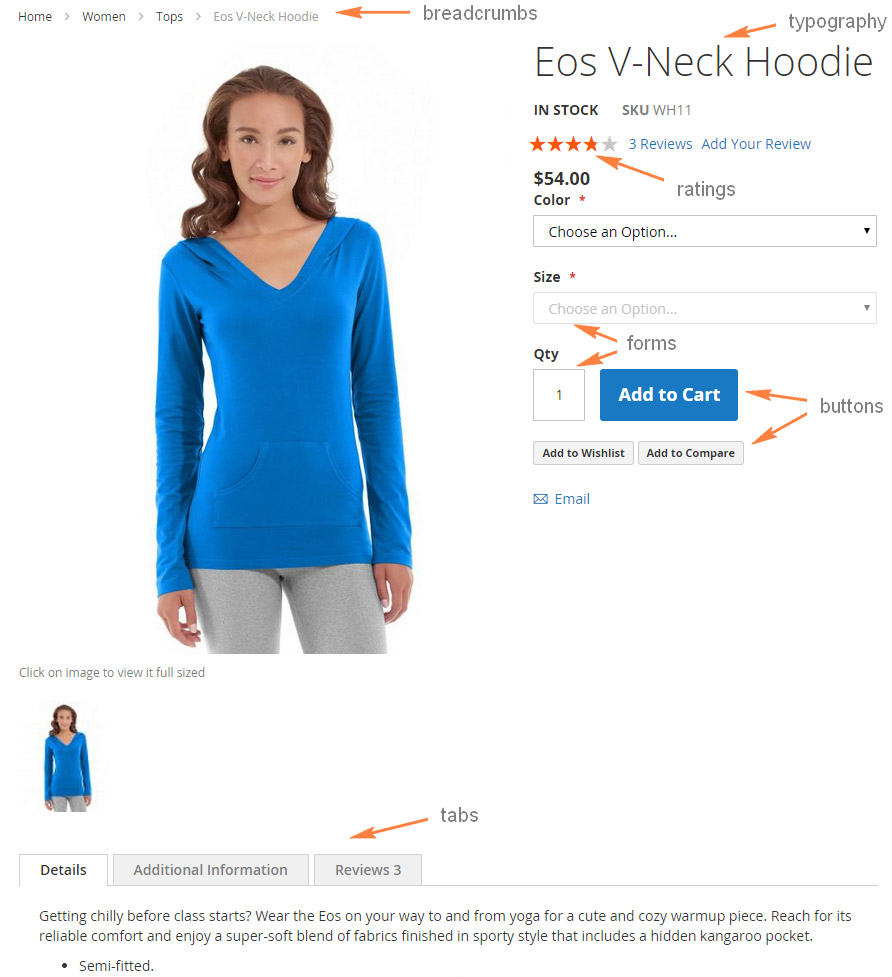 Home > Women > Tops > Eos V-Neck Hoodie
breadcrumbs
typography
Eos V-Neck Hoodie
IN STOCK SKU WH11
3 Reviews Add Your Review
ratings
$54.00
Color *
Choose an Option...
Size *
Choose an Option...
forms
Qty
1
Add to Cart
buttons
Add to Wishlist Add to Compare
Email
Click on image to view it full sized
tabs
Details Additional Information Reviews 3
Getting chilly before class starts? Wear the Eos on your way to and from yoga for a cute and cozy warmup piece. Reach for its
reliable comfort and enjoy a super-soft blend of fabrics finished in sporty style that includes a hidden kangaroo pocket.
• Semi-fitted.